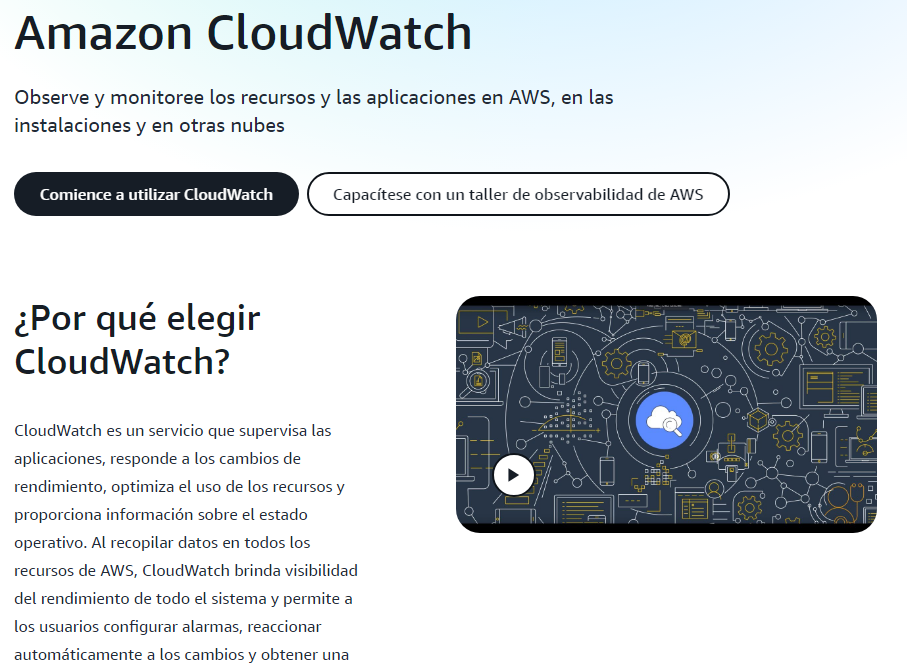 Amazon CloudWatch
Observe y monitoree los recursos y las aplicaciones en AWS, en las
instalaciones y en otras nubes
Comience a utilizar CloudWatch
Capacítese con un taller de observabilidad de AWS
¿Por qué elegir
CloudWatch?
CloudWatch es un servicio que supervisa las
aplicaciones, responde a los cambios de
rendimiento, optimiza el uso de los recursos y
proporciona información sobre el estado
operativo. Al recopilar datos en todos los
recursos de AWS, CloudWatch brinda visibilidad
del rendimiento de todo el sistema y permite a
los usuarios configurar alarmas, reaccionar
automáticamente a los cambios y obtener una